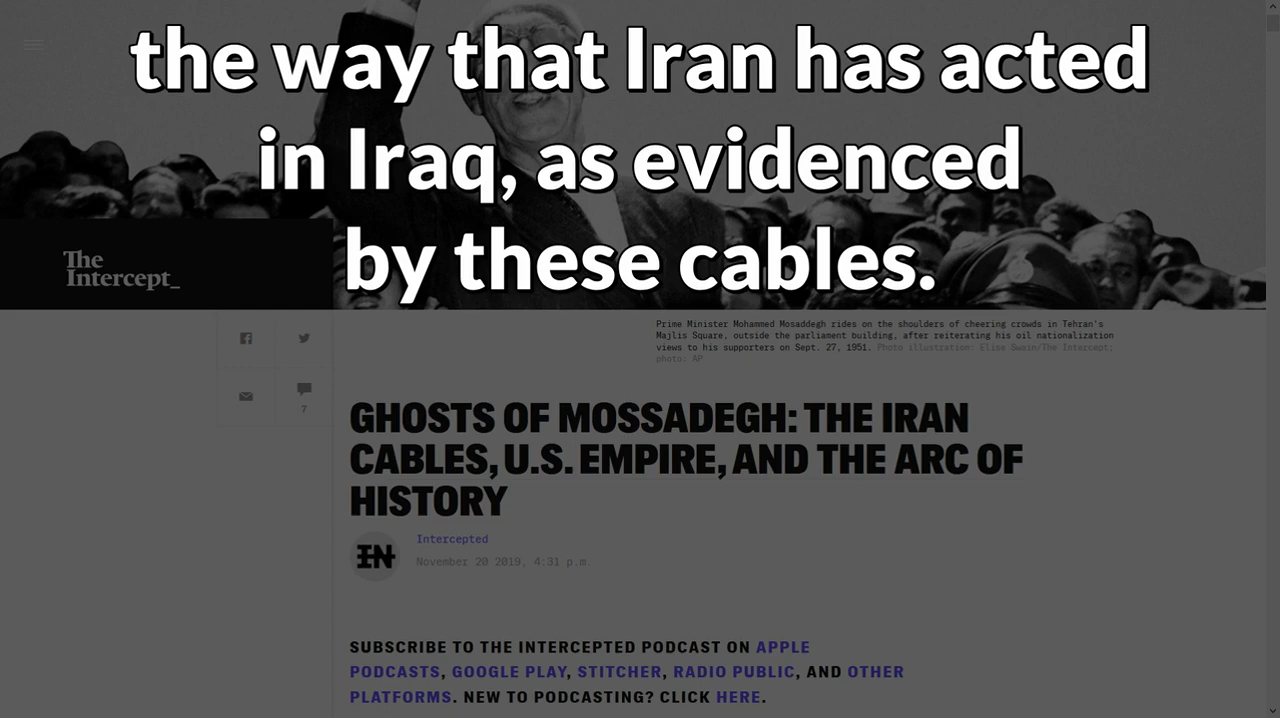 the way that Iran has acted
in Iraq, as evidenced
by these cables.
The
Intercept_
Prime Minister Mohammed Mosaddegh rides on the shoulders of cheering crowds in Tehran's
Majlis Square, outside the parliament building, after reiterating his oil nationalization
views to his supporters on Sept. 27, 1951. Photo illustration: Elise Swain/The Intercept;
photo: AP
7
GHOSTS OF MOSSADEGH: THE IRAN
CABLES, U.S. EMPIRE, AND THE ARC OF
HISTORY
IN
Intercepted
November 20 2019, 4:31 p.m.
SUBSCRIBE TO THE INTERCEPTED PODCAST ON APPLE
PODCASTS, GOOGLE PLAY, STITCHER, RADIO PUBLIC, AND OTHER
PLATFORMS. NEW TO PODCASTING? CLICK HERE.